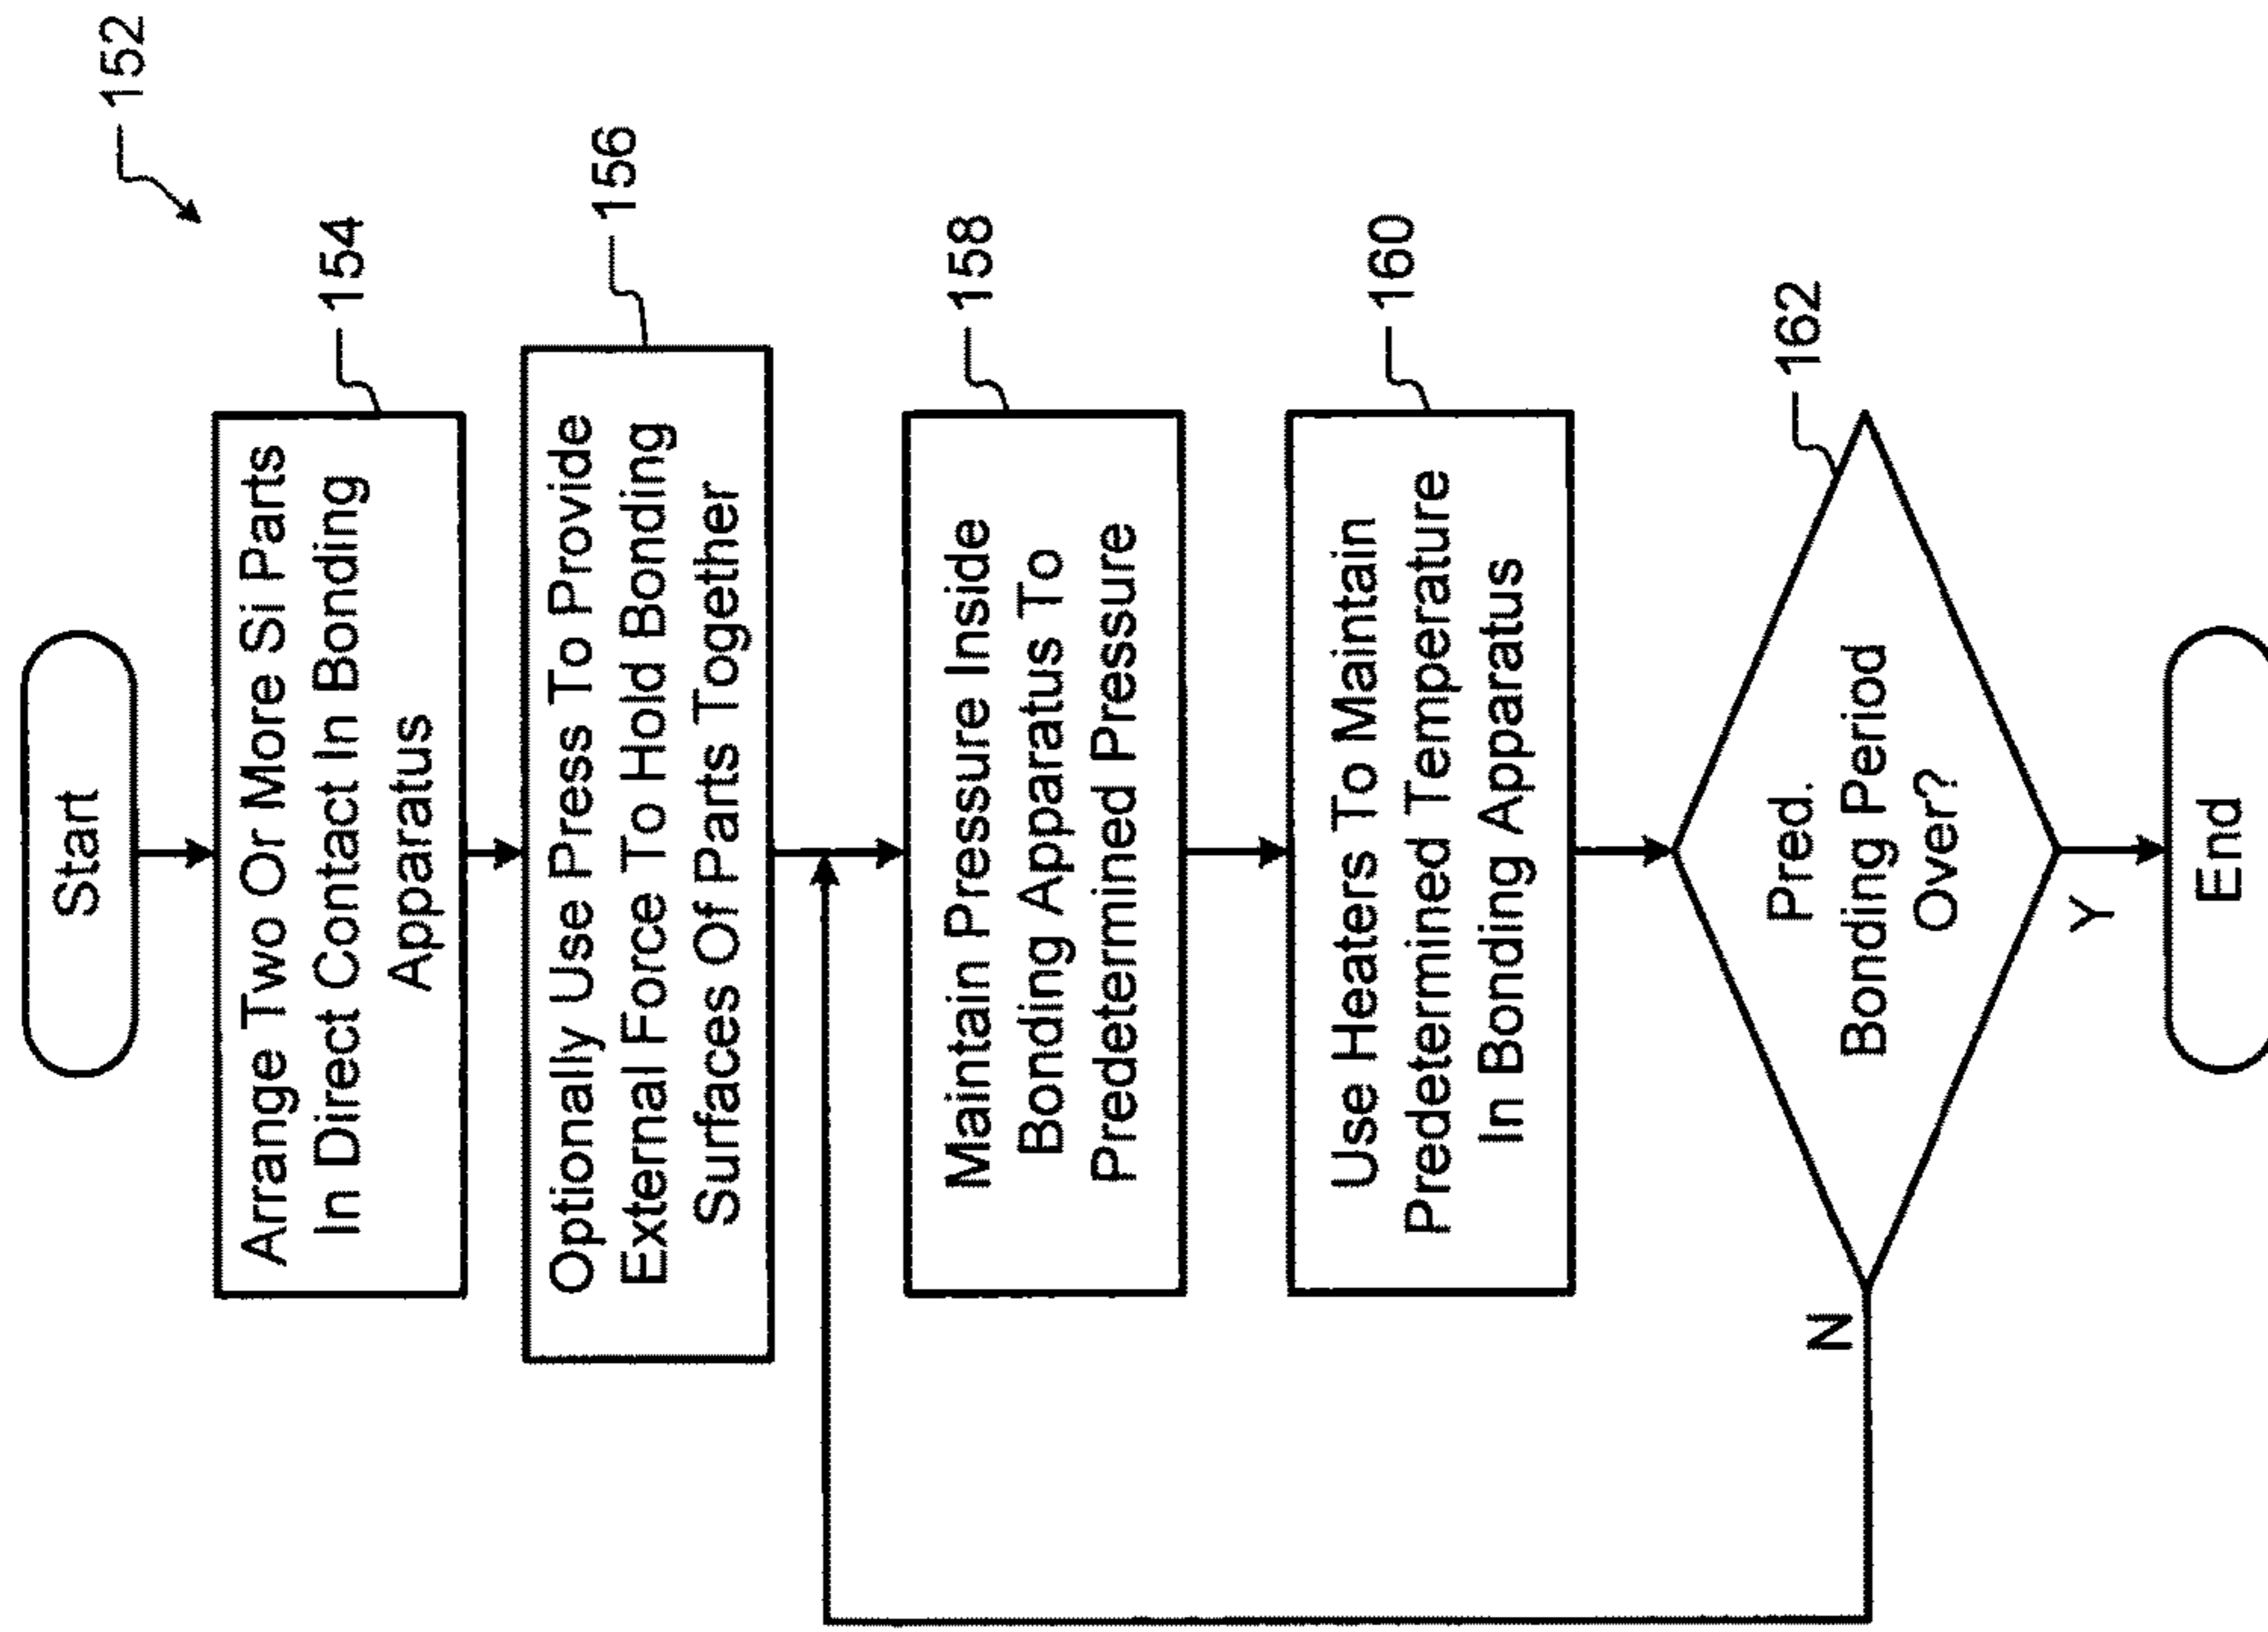 152
Start
Arrange Two Or More Si Parts
In Direct Contact In Bonding
Apparatus
154
Optionally Use Press To Provide
External Force To Hold Bonding
Surfaces Of Parts Together
156
Maintain Pressure Inside
Bonding Apparatus To
Predetermined Pressure
158
Use Heaters To Maintain
Predetermined Temperature
In Bonding Apparatus
160
Pred.
Bonding Period
Over?
162
N
Y
End